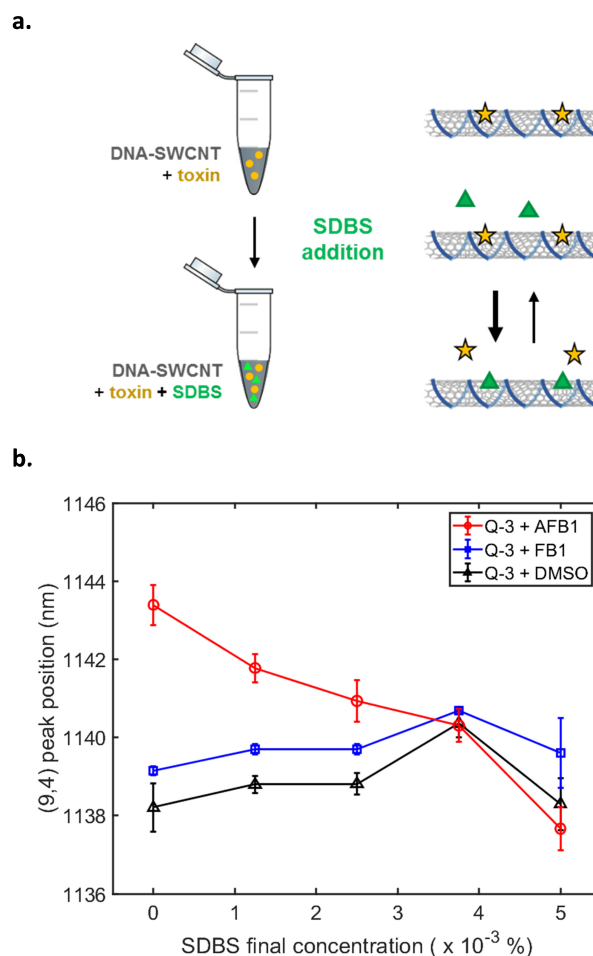 a.
DNA-SWCNT
+ toxin
SDBS
addition
DNA-SWCNT
+ toxin + SDBS
b.
1146
1144
1142
1140
1138
1136
(9,4) peak position (nm)
Q-3 + AFB1
Q-3 + FB1
Q-3 + DMSO
0 1 2 3 4 5
SDBS final concentration ( x 10⁻³ %)